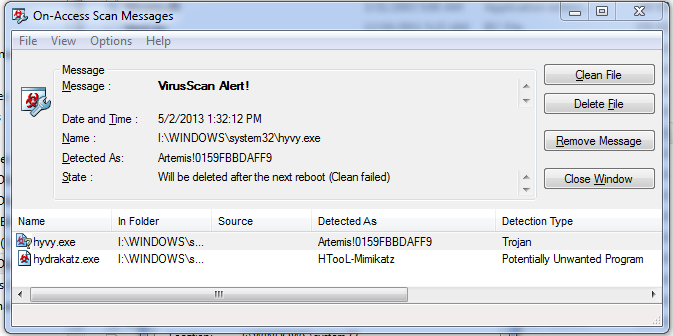 On-Access Scan Messages
File View Options Help
Message
Message : VirusScan Alert!
Date and Time : 5/2/2013 1:32:12 PM
Name : I:\WINDOWS\system32\hyvy.exe
Detected As: Artemis!0159FBBDAFF9
State : Will be deleted after the next reboot (Clean failed)
Clean File
Delete File
Remove Message
Close Window
Name In Folder Source Detected As Detection Type
hyvy.exe I:\WINDOWS\s... Artemis!0159FBBDAFF9 Trojan
hydrakatz.exe I:\WINDOWS\s... HTooL-Mimikatz Potentially Unwanted Program